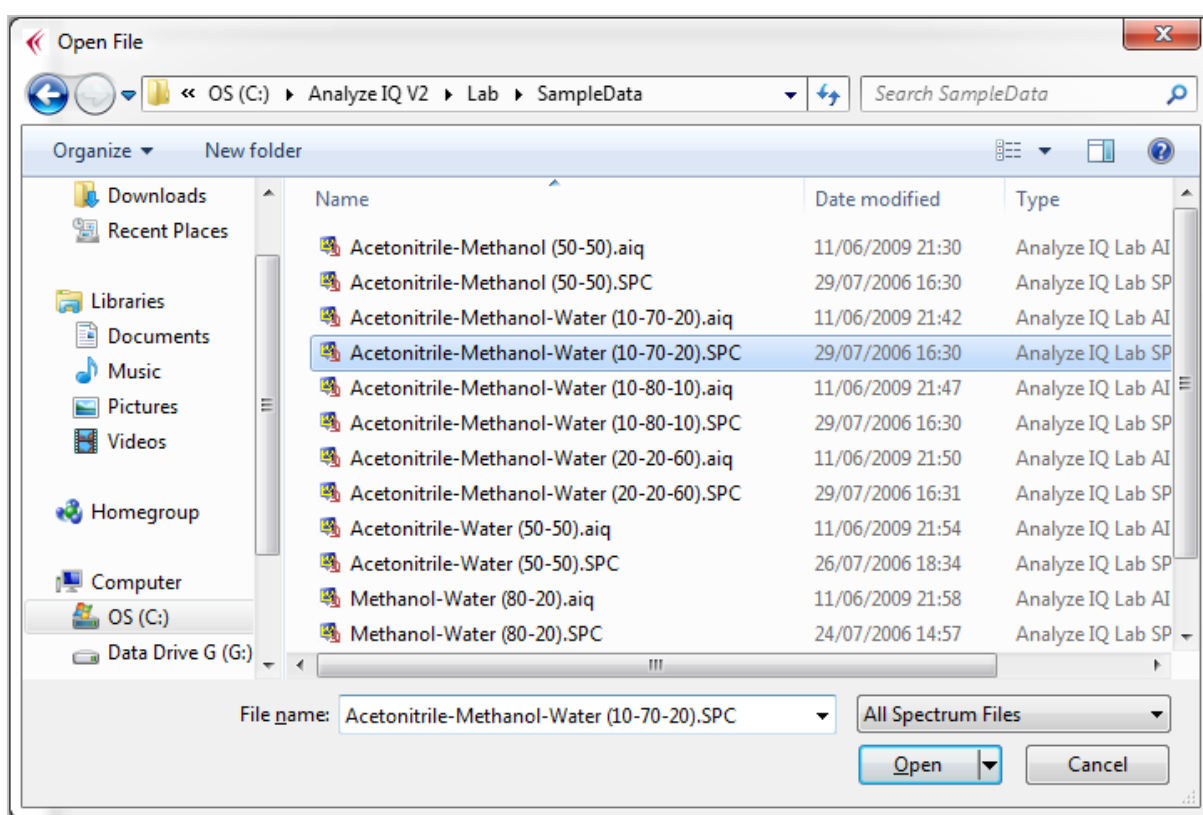 Open File
« OS (C:) Analyze IQ V2 Lab SampleData Search SampleData
Organize New folder
Downloads
Recent Places
Libraries
Documents
Music
Pictures
Videos
Homegroup
Computer
OS (C:)
Data Drive G (G:)
Name Date modified Type
Acetonitrile-Methanol (50-50).aiq 11/06/2009 21:30 Analyze IQ Lab AI
Acetonitrile-Methanol (50-50).SPC 29/07/2006 16:30 Analyze IQ Lab SP
Acetonitrile-Methanol-Water (10-70-20).aiq 11/06/2009 21:42 Analyze IQ Lab AI
Acetonitrile-Methanol-Water (10-70-20).SPC 29/07/2006 16:30 Analyze IQ Lab SP
Acetonitrile-Methanol-Water (10-80-10).aiq 11/06/2009 21:47 Analyze IQ Lab AI
Acetonitrile-Methanol-Water (10-80-10).SPC 29/07/2006 16:30 Analyze IQ Lab SP
Acetonitrile-Methanol-Water (20-20-60).aiq 11/06/2009 21:50 Analyze IQ Lab AI
Acetonitrile-Methanol-Water (20-20-60).SPC 29/07/2006 16:31 Analyze IQ Lab SP
Acetonitrile-Water (50-50).aiq 11/06/2009 21:54 Analyze IQ Lab AI
Acetonitrile-Water (50-50).SPC 26/07/2006 18:34 Analyze IQ Lab SP
Methanol-Water (80-20).aiq 11/06/2009 21:58 Analyze IQ Lab AI
Methanol-Water (80-20).SPC 24/07/2006 14:57 Analyze IQ Lab SP
File name: Acetonitrile-Methanol-Water (10-70-20).SPC All Spectrum Files
Open Cancel